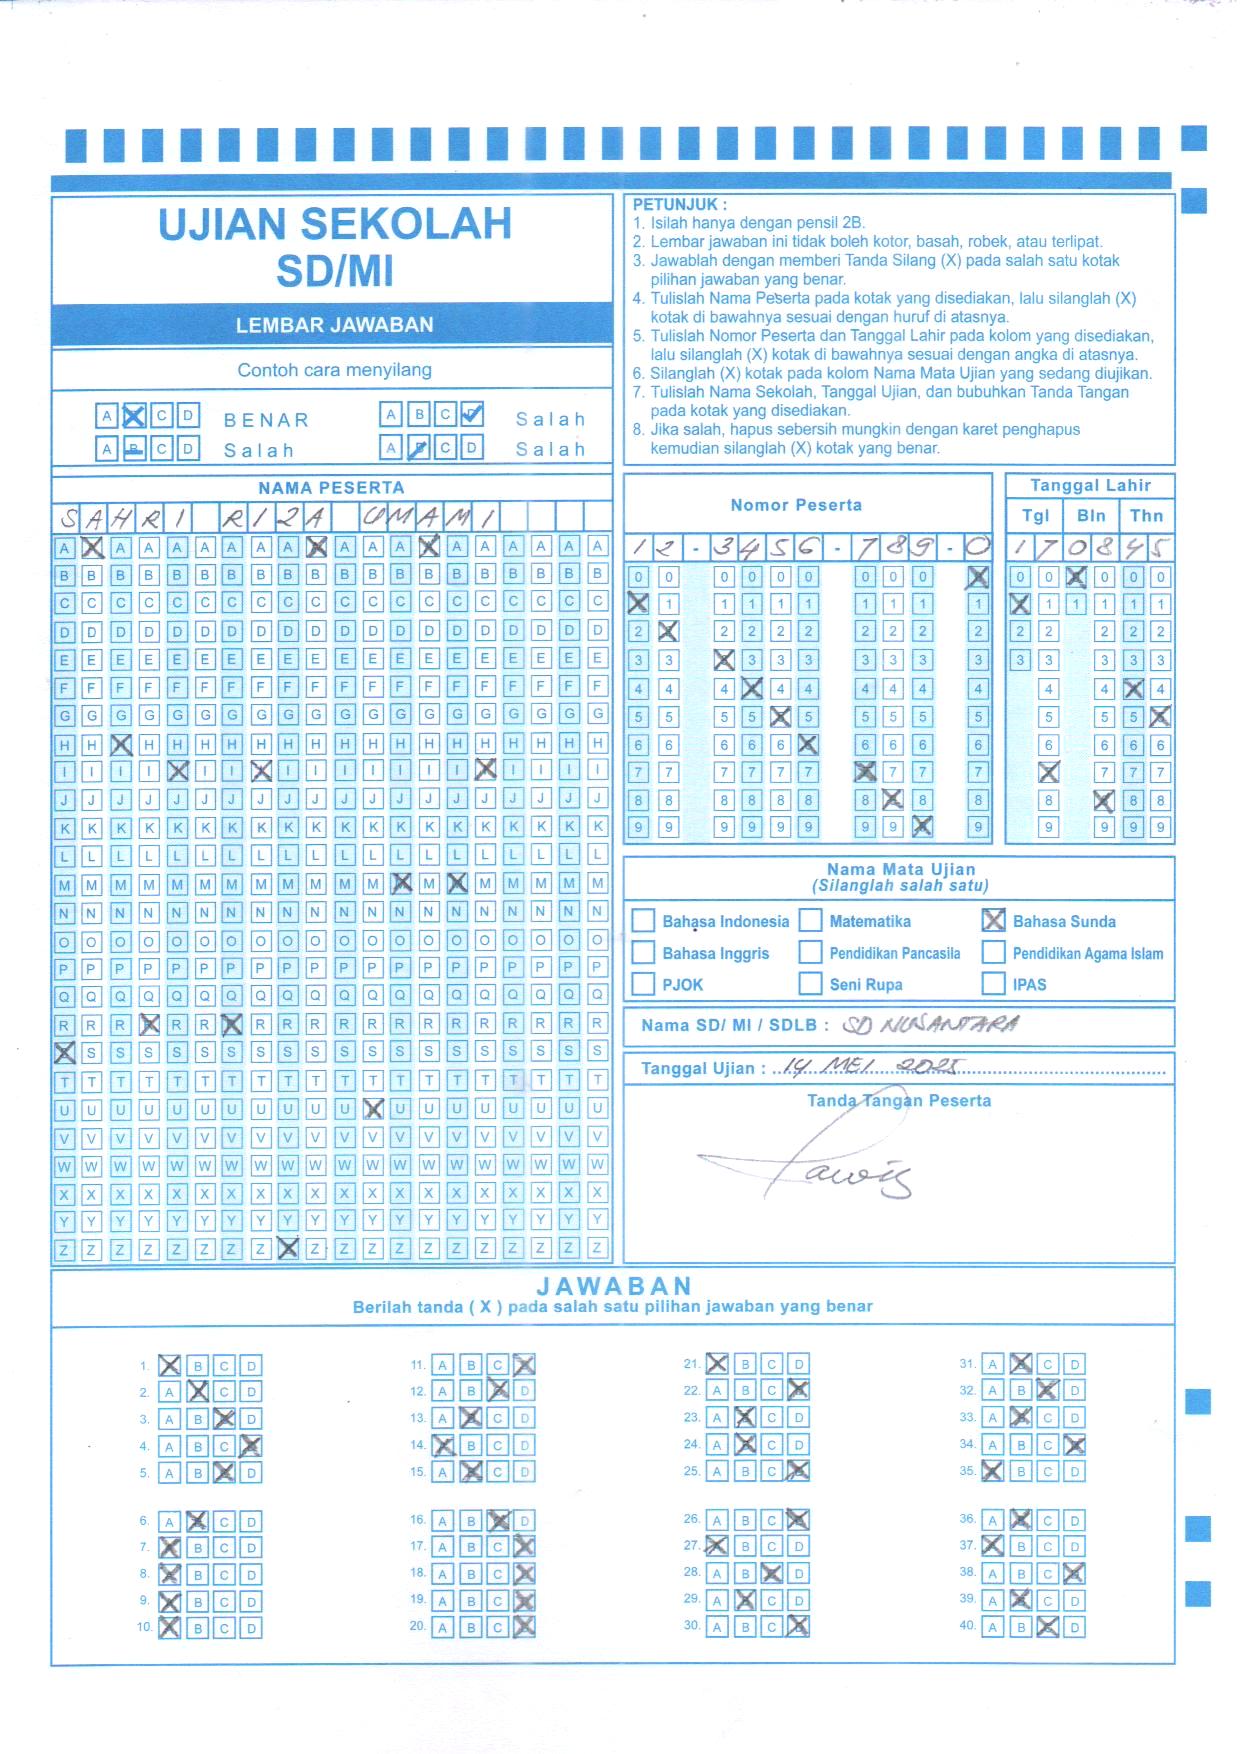 UJIAN SEKOLAH
SD/MI
LEMBAR JAWABAN
Contoh cara menyilang
A B C D BENAR A B C D Salah
A B C D Salah A B C D Salah
PETUNJUK :
1. Isilah hanya dengan pensil 2B.
2. Lembar jawaban ini tidak boleh kotor, basah, robek, atau terlipat.
3. Jawablah dengan memberi Tanda Silang (X) pada salah satu kotak
pilihan jawaban yang benar.
4. Tulislah Nama Peserta pada kotak yang disediakan, lalu silanglah (X)
kotak di bawahnya sesuai dengan huruf di atasnya.
5. Tulislah Nomor Peserta dan Tanggal Lahir pada kolom yang disediakan,
lalu silanglah (X) kotak di bawahnya sesuai dengan angka di atasnya.
6. Silanglah (X) kotak pada kolom Nama Mata Ujian yang sedang diujikan.
7. Tulislah Nama Sekolah, Tanggal Ujian, dan bubuhkan Tanda Tangan
pada kotak yang disediakan.
8. Jika salah, hapus sebersih mungkin dengan karet penghapus
kemudian silanglah (X) kotak yang benar.
NAMA PESERTA
SAHRI RIZA UMAMI
Nomor Peserta
12-3456-789-0
Tanggal Lahir
Tgl Bln Thn
17 08 45
Nama Mata Ujian
(Silanglah salah satu)
Bahasa Indonesia Matematika Bahasa Sunda
Bahasa Inggris Pendidikan Pancasila Pendidikan Agama Islam
PJOK Seni Rupa IPAS
Nama SD/ MI / SDLB : SD NUSANTARA
Tanggal Ujian : 14 MEI 2025
Tanda Tangan Peserta
JAWABAN
Berilah tanda ( X ) pada salah satu pilihan jawaban yang benar
1. B C D 11. A B C 21. B C D 31. A C D
2. A C D 12. A B D 22. A B C 32. A B D
3. A B D 13. A C D 23. A C D 33. A C D
4. A B C 14. B C D 24. A C D 34. A B C
5. A B D 15. A C D 25. A B C 35. B C D
6. A C D 16. A B D 26. A B C 36. A C D
7. B C D 17. A B C 27. B C D 37. B C D
8. B C D 18. A B C 28. A B D 38. A B C
9. B C D 19. A B C 29. A C D 39. A C D
10. B C D 20. A B C 30. A B C 40. A B D